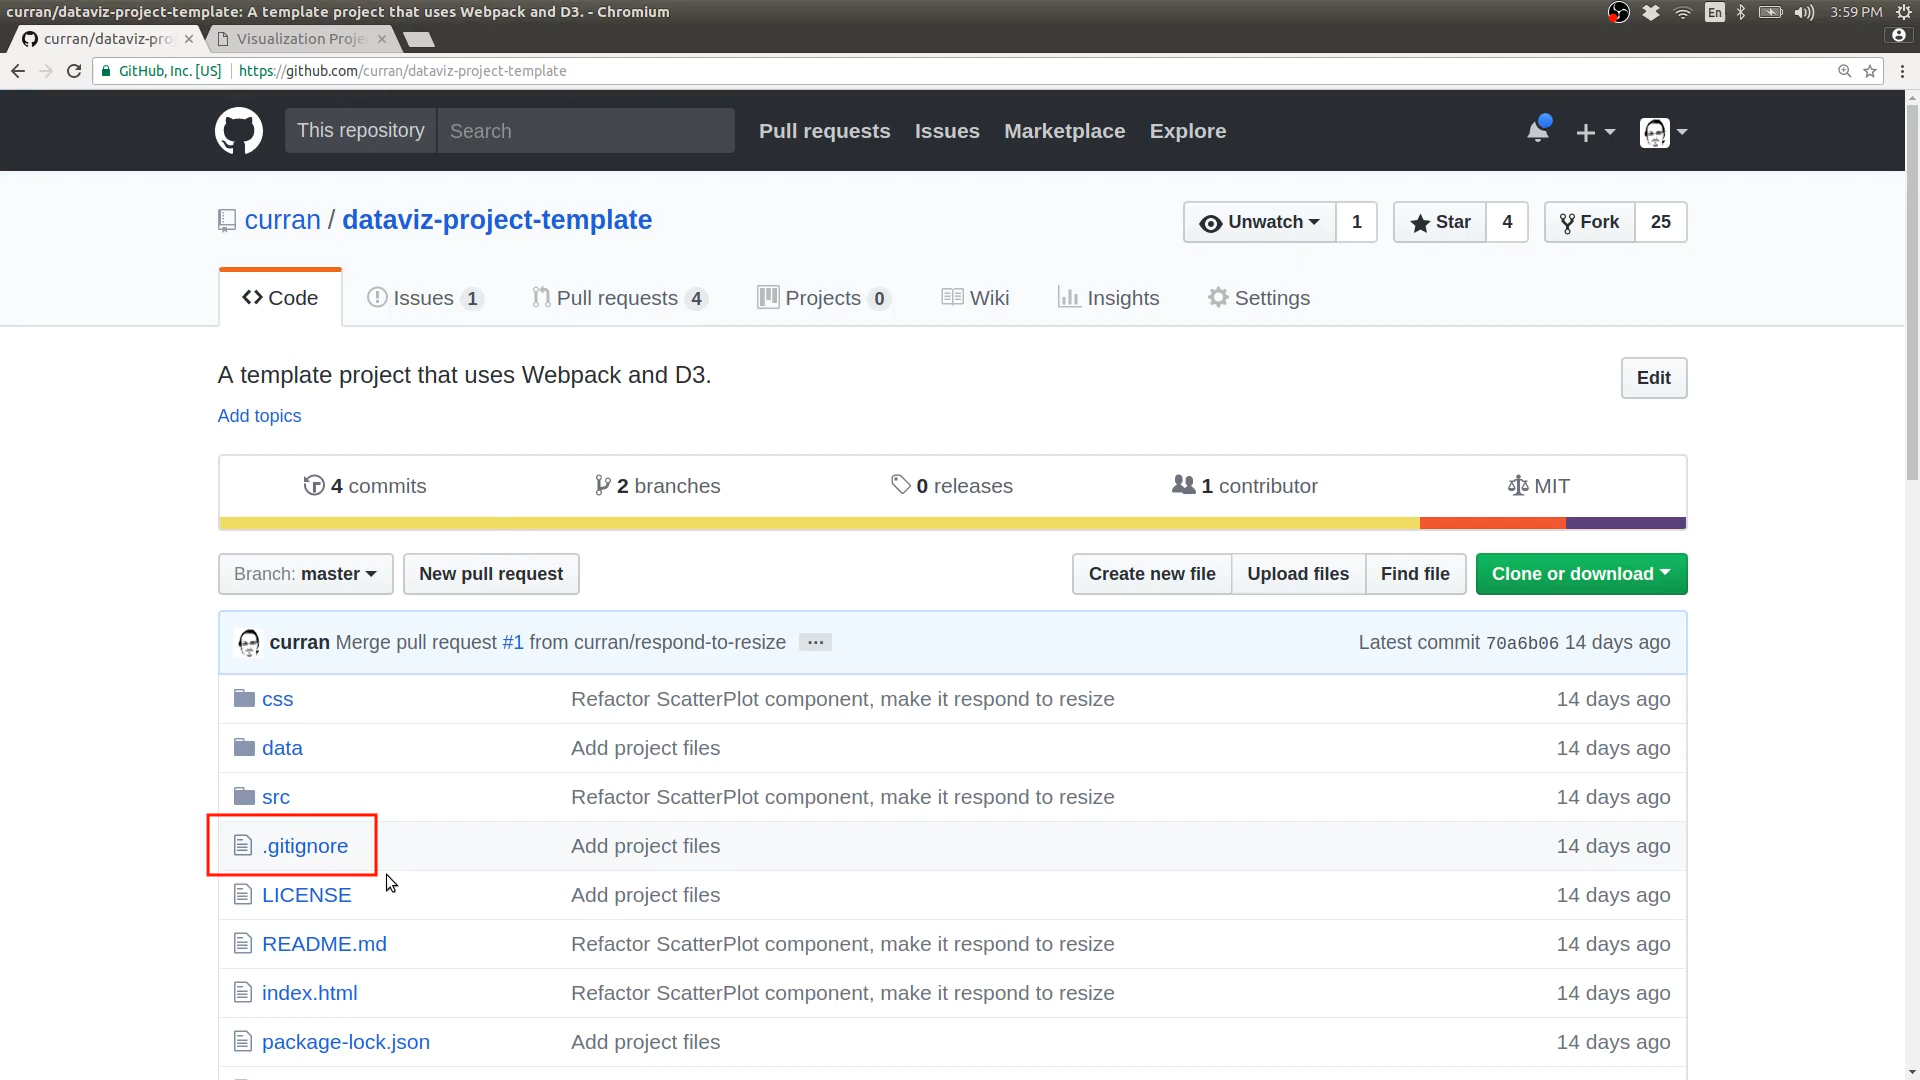 curran/dataviz-project-template: A template project that uses Webpack and D3. - Chromium
En
3:59 PM
curran/dataviz-pro
Visualization Proje
GitHub, Inc. [US]
https://github.com/curran/dataviz-project-template
This repository
Search
Pull requests
Issues
Marketplace
Explore
curran / dataviz-project-template
Unwatch 1
Star 4
Fork 25
Code
Issues 1
Pull requests 4
Projects 0
Wiki
Insights
Settings
A template project that uses Webpack and D3.
Edit
Add topics
4 commits
2 branches
0 releases
1 contributor
MIT
Branch: master
New pull request
Create new file
Upload files
Find file
Clone or download
curran Merge pull request #1 from curran/respond-to-resize ...
Latest commit 70a6b06 14 days ago
css Refactor ScatterPlot component, make it respond to resize 14 days ago
data Add project files 14 days ago
src Refactor ScatterPlot component, make it respond to resize 14 days ago
.gitignore Add project files 14 days ago
LICENSE Add project files 14 days ago
README.md Refactor ScatterPlot component, make it respond to resize 14 days ago
index.html Refactor ScatterPlot component, make it respond to resize 14 days ago
package-lock.json Add project files 14 days ago